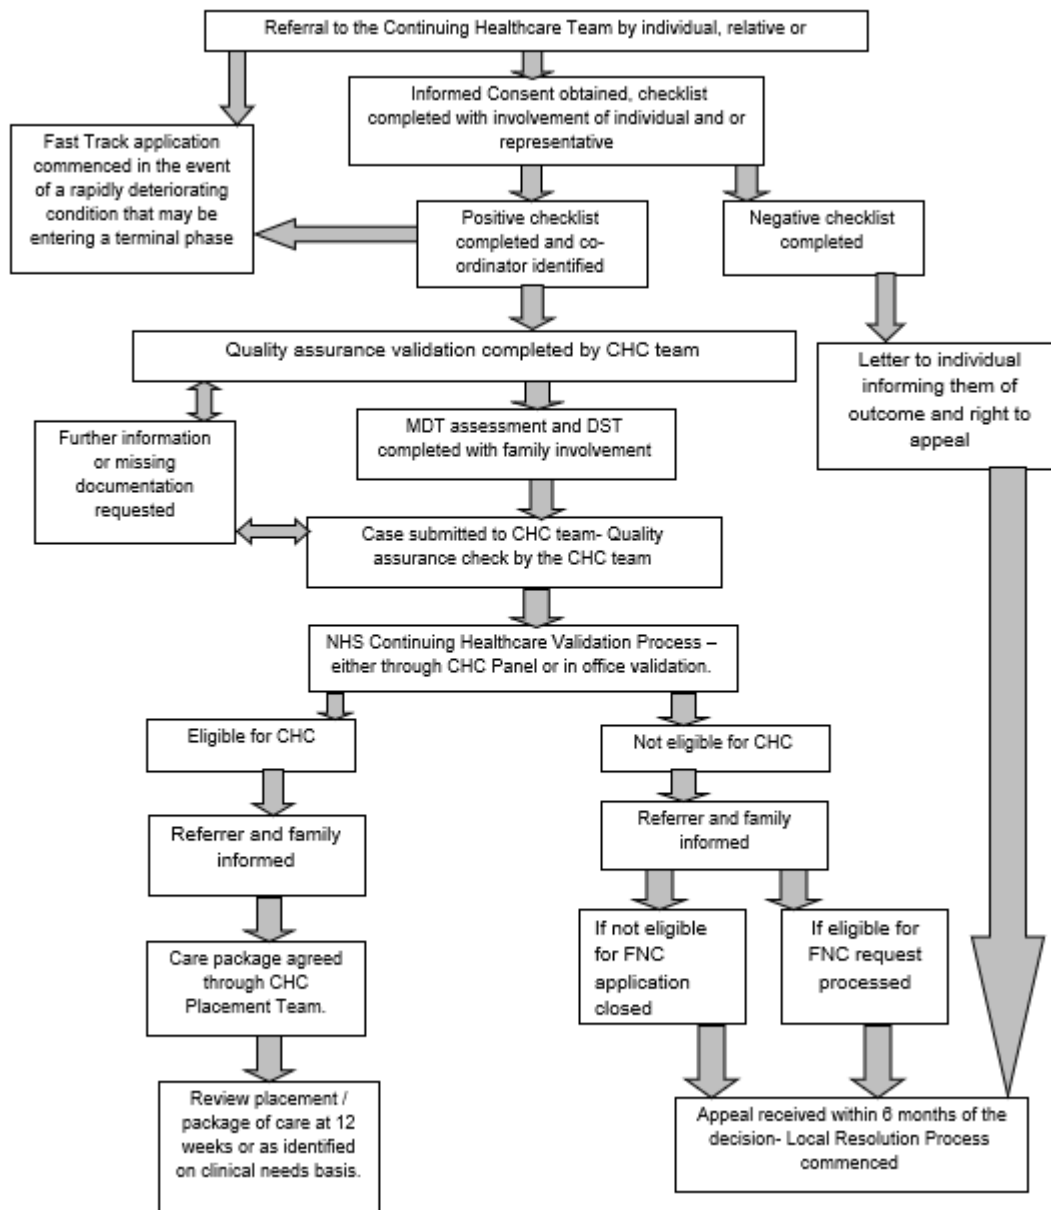 Referral to the Continuing Healthcare Team by individual, relative or
Informed Consent obtained, checklist
completed with involvement of individual and or
representative
Fast Track application
commenced in the event
of a rapidly deteriorating
condition that may be
entering a terminal phase
Positive checklist
completed and co-
ordinator identified
Negative checklist
completed
Quality assurance validation completed by CHC team
Letter to individual
informing them of
outcome and right to
appeal
MDT assessment and DST
completed with family involvement
Further information
or missing
documentation
requested
Case submitted to CHC team- Quality
assurance check by the CHC team
NHS Continuing Healthcare Validation Process –
either through CHC Panel or in office validation.
Eligible for CHC
Not eligible for CHC
Referrer and family
informed
Referrer and family
informed
Care package agreed
through CHC
Placement Team.
If not eligible
for FNC
application
closed
If eligible for
FNC request
processed
Review placement /
package of care at 12
weeks or as identified
on clinical needs basis.
Appeal received within 6 months of the
decision- Local Resolution Process
commenced